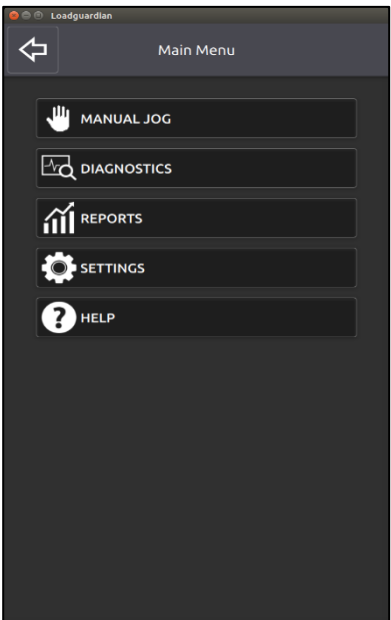 Loadguardian
Main Menu
MANUAL JOG
DIAGNOSTICS
REPORTS
SETTINGS
?
HELP